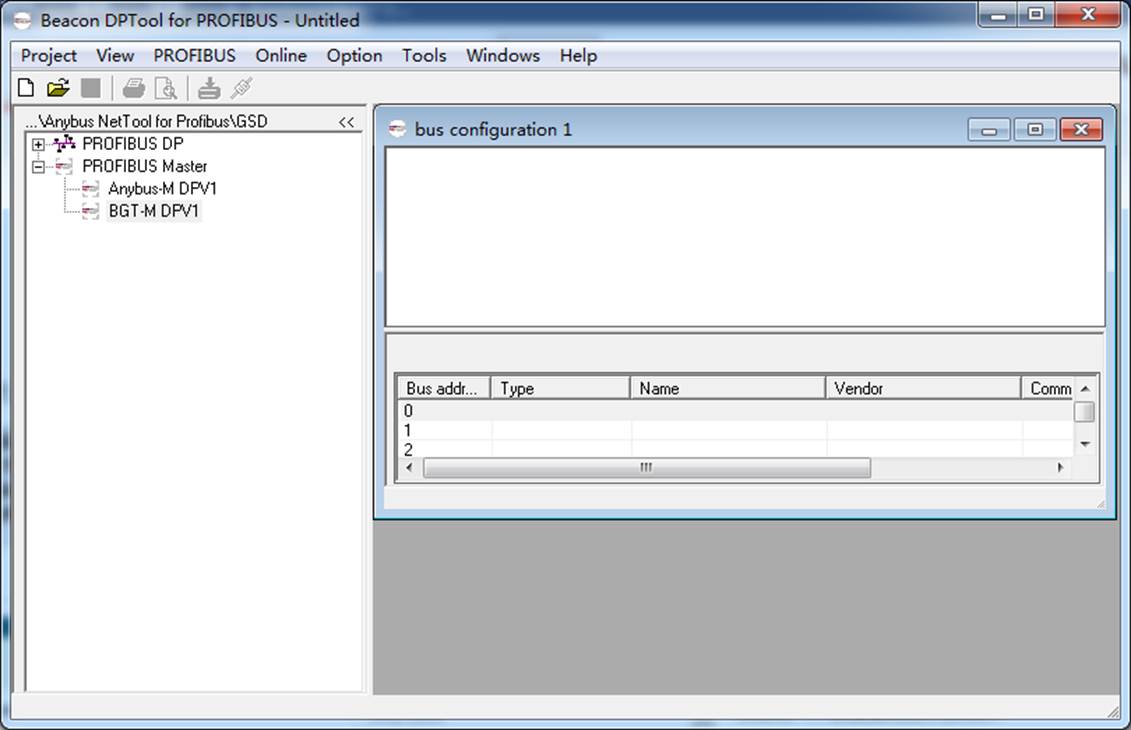 Beacon DPTool for PROFIBUS - Untitled
Project View PROFIBUS Online Option Tools Windows Help
...\Anybus NetTool for Profibus\GSD <<
PROFIBUS DP
PROFIBUS Master
Anybus-M DPV1
BGT-M DPV1
bus configuration 1
Bus addr... Type Name Vendor Comm
0
1
2